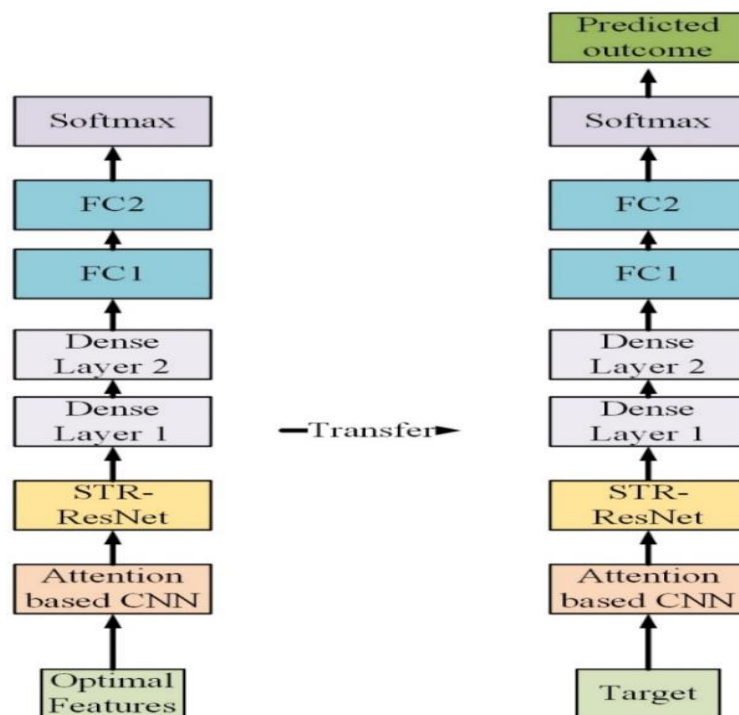 Softmax
FC2
FC1
Dense
Layer 2
Dense
Layer 1
STR-
ResNet
Attention
based CNN
Optimal
Features
Transfer
Predicted
outcome
Softmax
FC2
FC1
Dense
Layer 2
Dense
Layer 1
STR-
ResNet
Attention
based CNN
Target